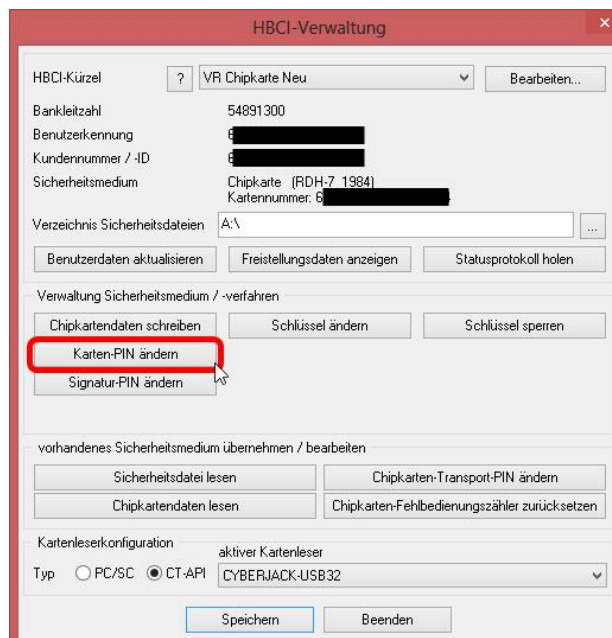 HBCI-Verwaltung
HBCI-Kürzel ? VR Chipkarte Neu Bearbeiten...
Bankleitzahl 54891300
Benutzerkennung 6
Kundennummer / -ID 6
Sicherheitsmedium Chipkarte (RDH-7 1984)
Kartennummer: 6
Verzeichnis Sicherheitsdateien A:\ ...
Benutzerdaten aktualisieren Freistellungsdaten anzeigen Statusprotokoll holen
Verwaltung Sicherheitsmedium / -verfahren
Chipkartendaten schreiben Schlüssel ändern Schlüssel sperren
Karten-PIN ändern
Signatur-PIN ändern
vorhandenes Sicherheitsmedium übernehmen / bearbeiten
Sicherheitsdatei lesen Chipkarten-Transport-PIN ändern
Chipkartendaten lesen Chipkarten-Fehlbedienungszähler zurücksetzen
Kartenleserkonfiguration
aktiver Kartenleser
Typ PC/SC CT-API CYBERJACK-USB32
Speichern Beenden